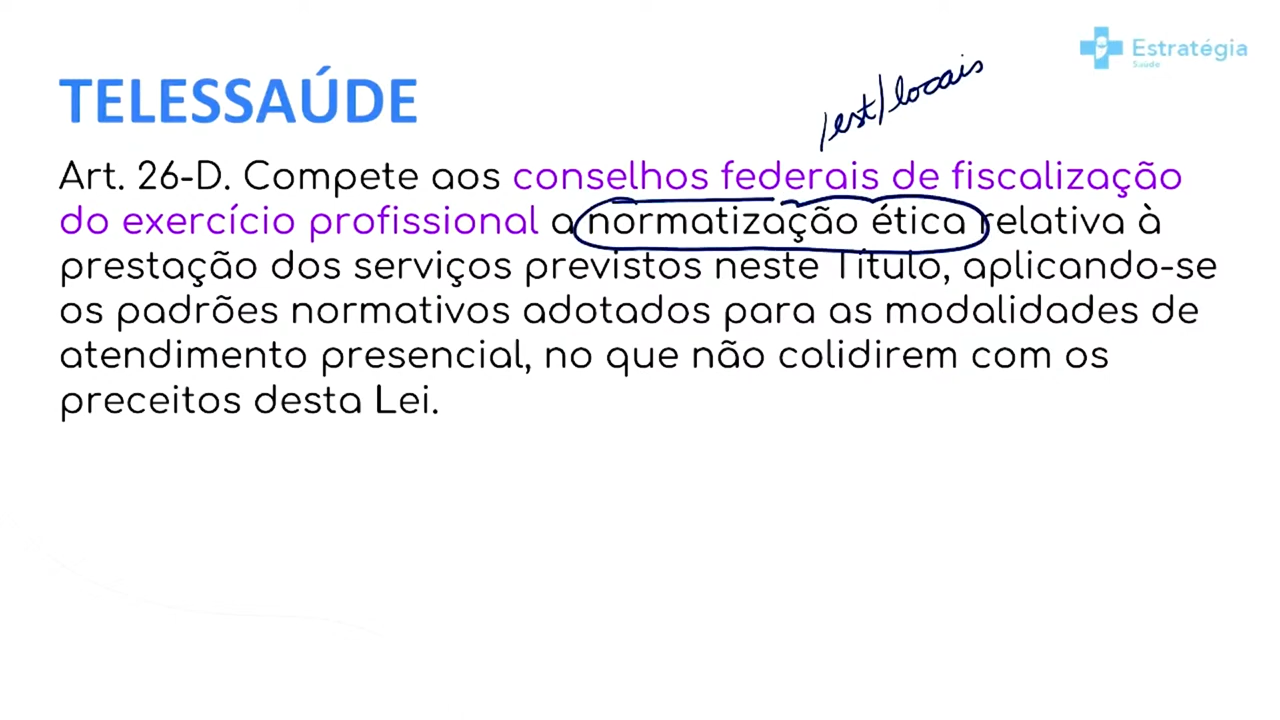 Estratégia
Saúde
TELESSAÚDE
/est/locais
Art. 26-D. Compete aos conselhos federais de fiscalização
do exercício profissional a normatização ética relativa à
prestação dos serviços previstos neste Título, aplicando-se
os padrões normativos adotados para as modalidades de
atendimento presencial, no que não colidirem com os
preceitos desta Lei.